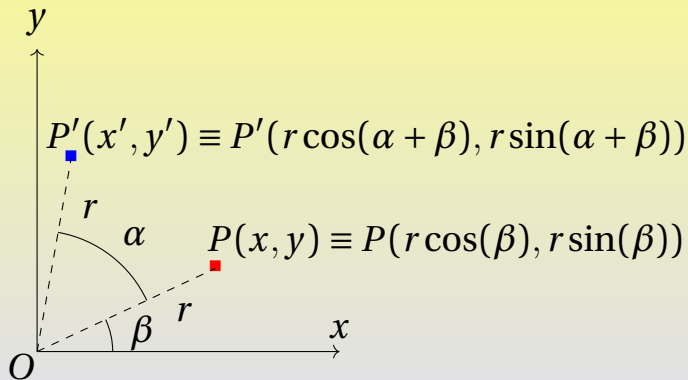 y
P′(x′, y′) ≡ P′(r cos(α + β), r sin(α + β))
r
α
P(x, y) ≡ P(r cos(β), r sin(β))
r
β
x
O